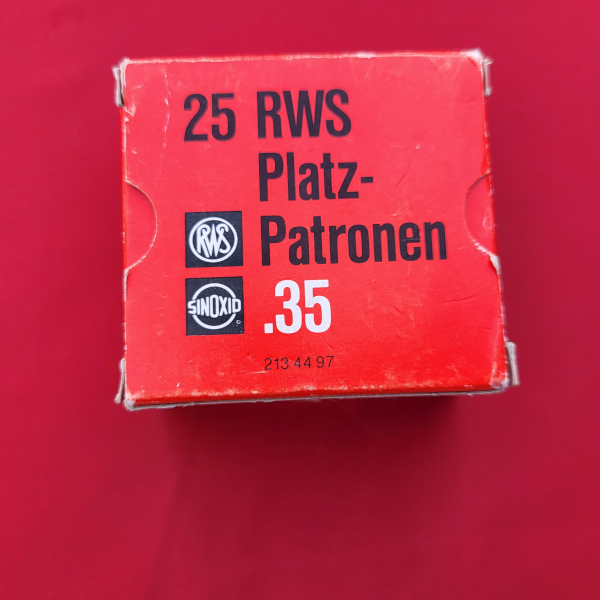 25 RWS
Platz-
Patronen
RWS
.35
SINOXID
213 44 97